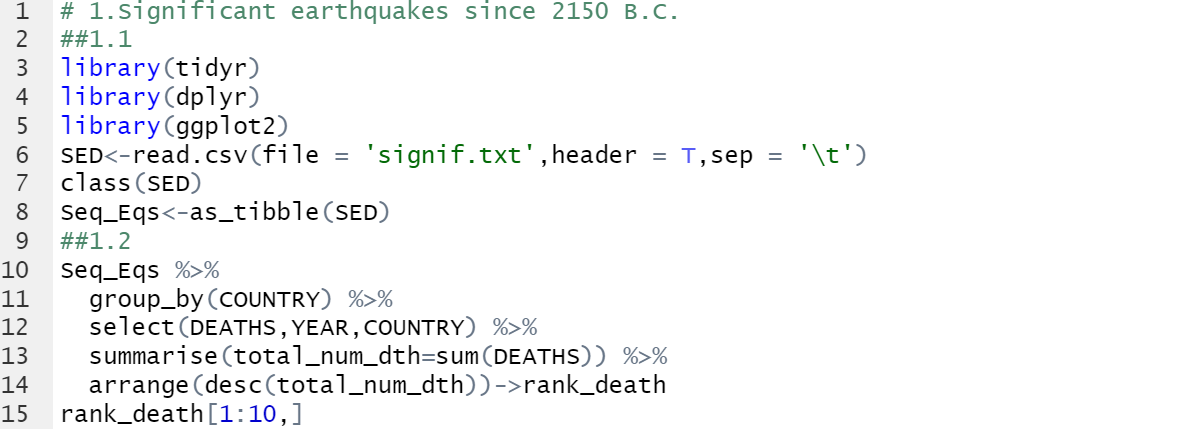 1 # 1.Significant earthquakes since 2150 B.C.
2 ##1.1
3 library(tidyr)
4 library(dplyr)
5 library(ggplot2)
6 SED<-read.csv(file = 'signif.txt',header = T,sep = '\t')
7 class(SED)
8 Seq_Eqs<-as_tibble(SED)
9 ##1.2
10 Seq_Eqs %>%
11   group_by(COUNTRY) %>%
12   select(DEATHS,YEAR,COUNTRY) %>%
13   summarise(total_num_dth=sum(DEATHS)) %>%
14   arrange(desc(total_num_dth))->rank_death
15 rank_death[1:10,]